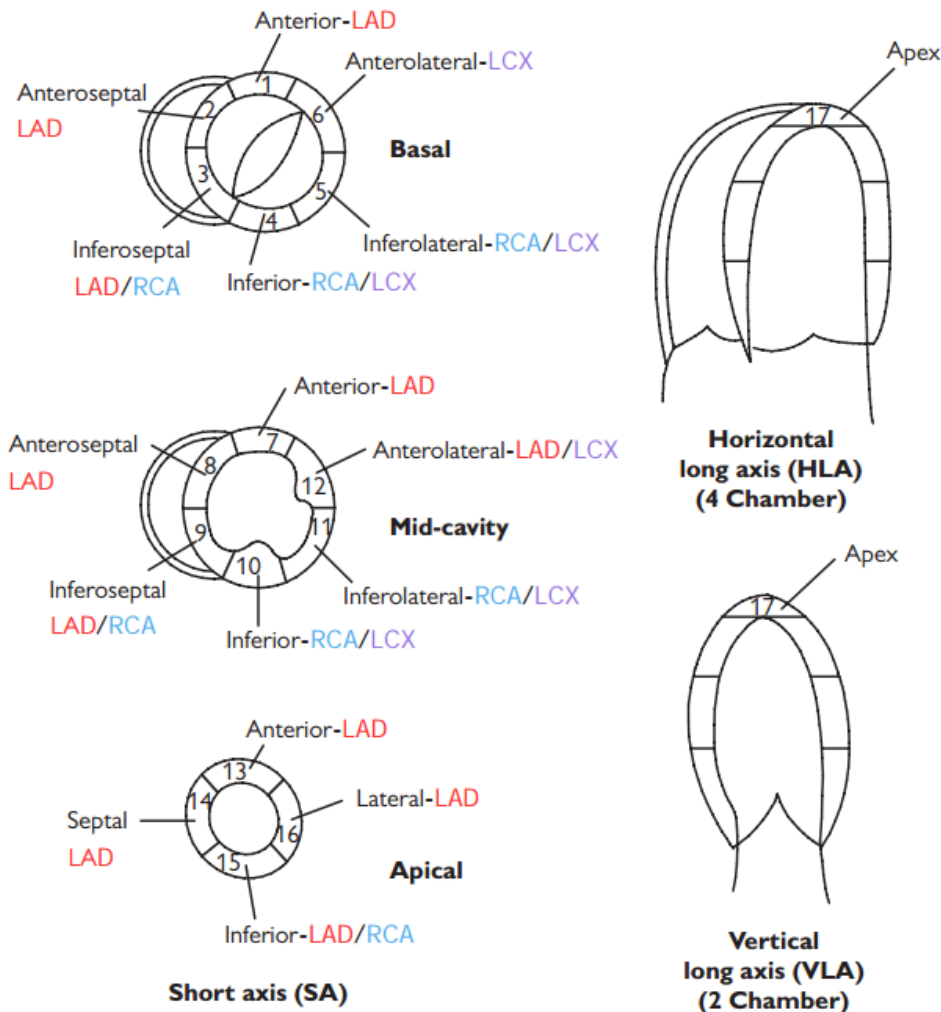 Anterior-LAD
Anterolateral-LCX
Anteroseptal
LAD
1
2
6
Basal
3
5
4
Inferolateral-RCA/LCX
Inferoseptal
LAD/RCA
Inferior-RCA/LCX
Anterior-LAD
Anteroseptal
LAD
Anterolateral-LAD/LCX
7
8
12
Mid-cavity
9
11
10
Inferoseptal
LAD/RCA
Inferolateral-RCA/LCX
Inferior-RCA/LCX
Anterior-LAD
13
14
Lateral-LAD
Septal
LAD
16
15
Apical
Inferior-LAD/RCA
Short axis (SA)
Apex
17
Horizontal
long axis (HLA)
(4 Chamber)
Apex
17
Vertical
long axis (VLA)
(2 Chamber)